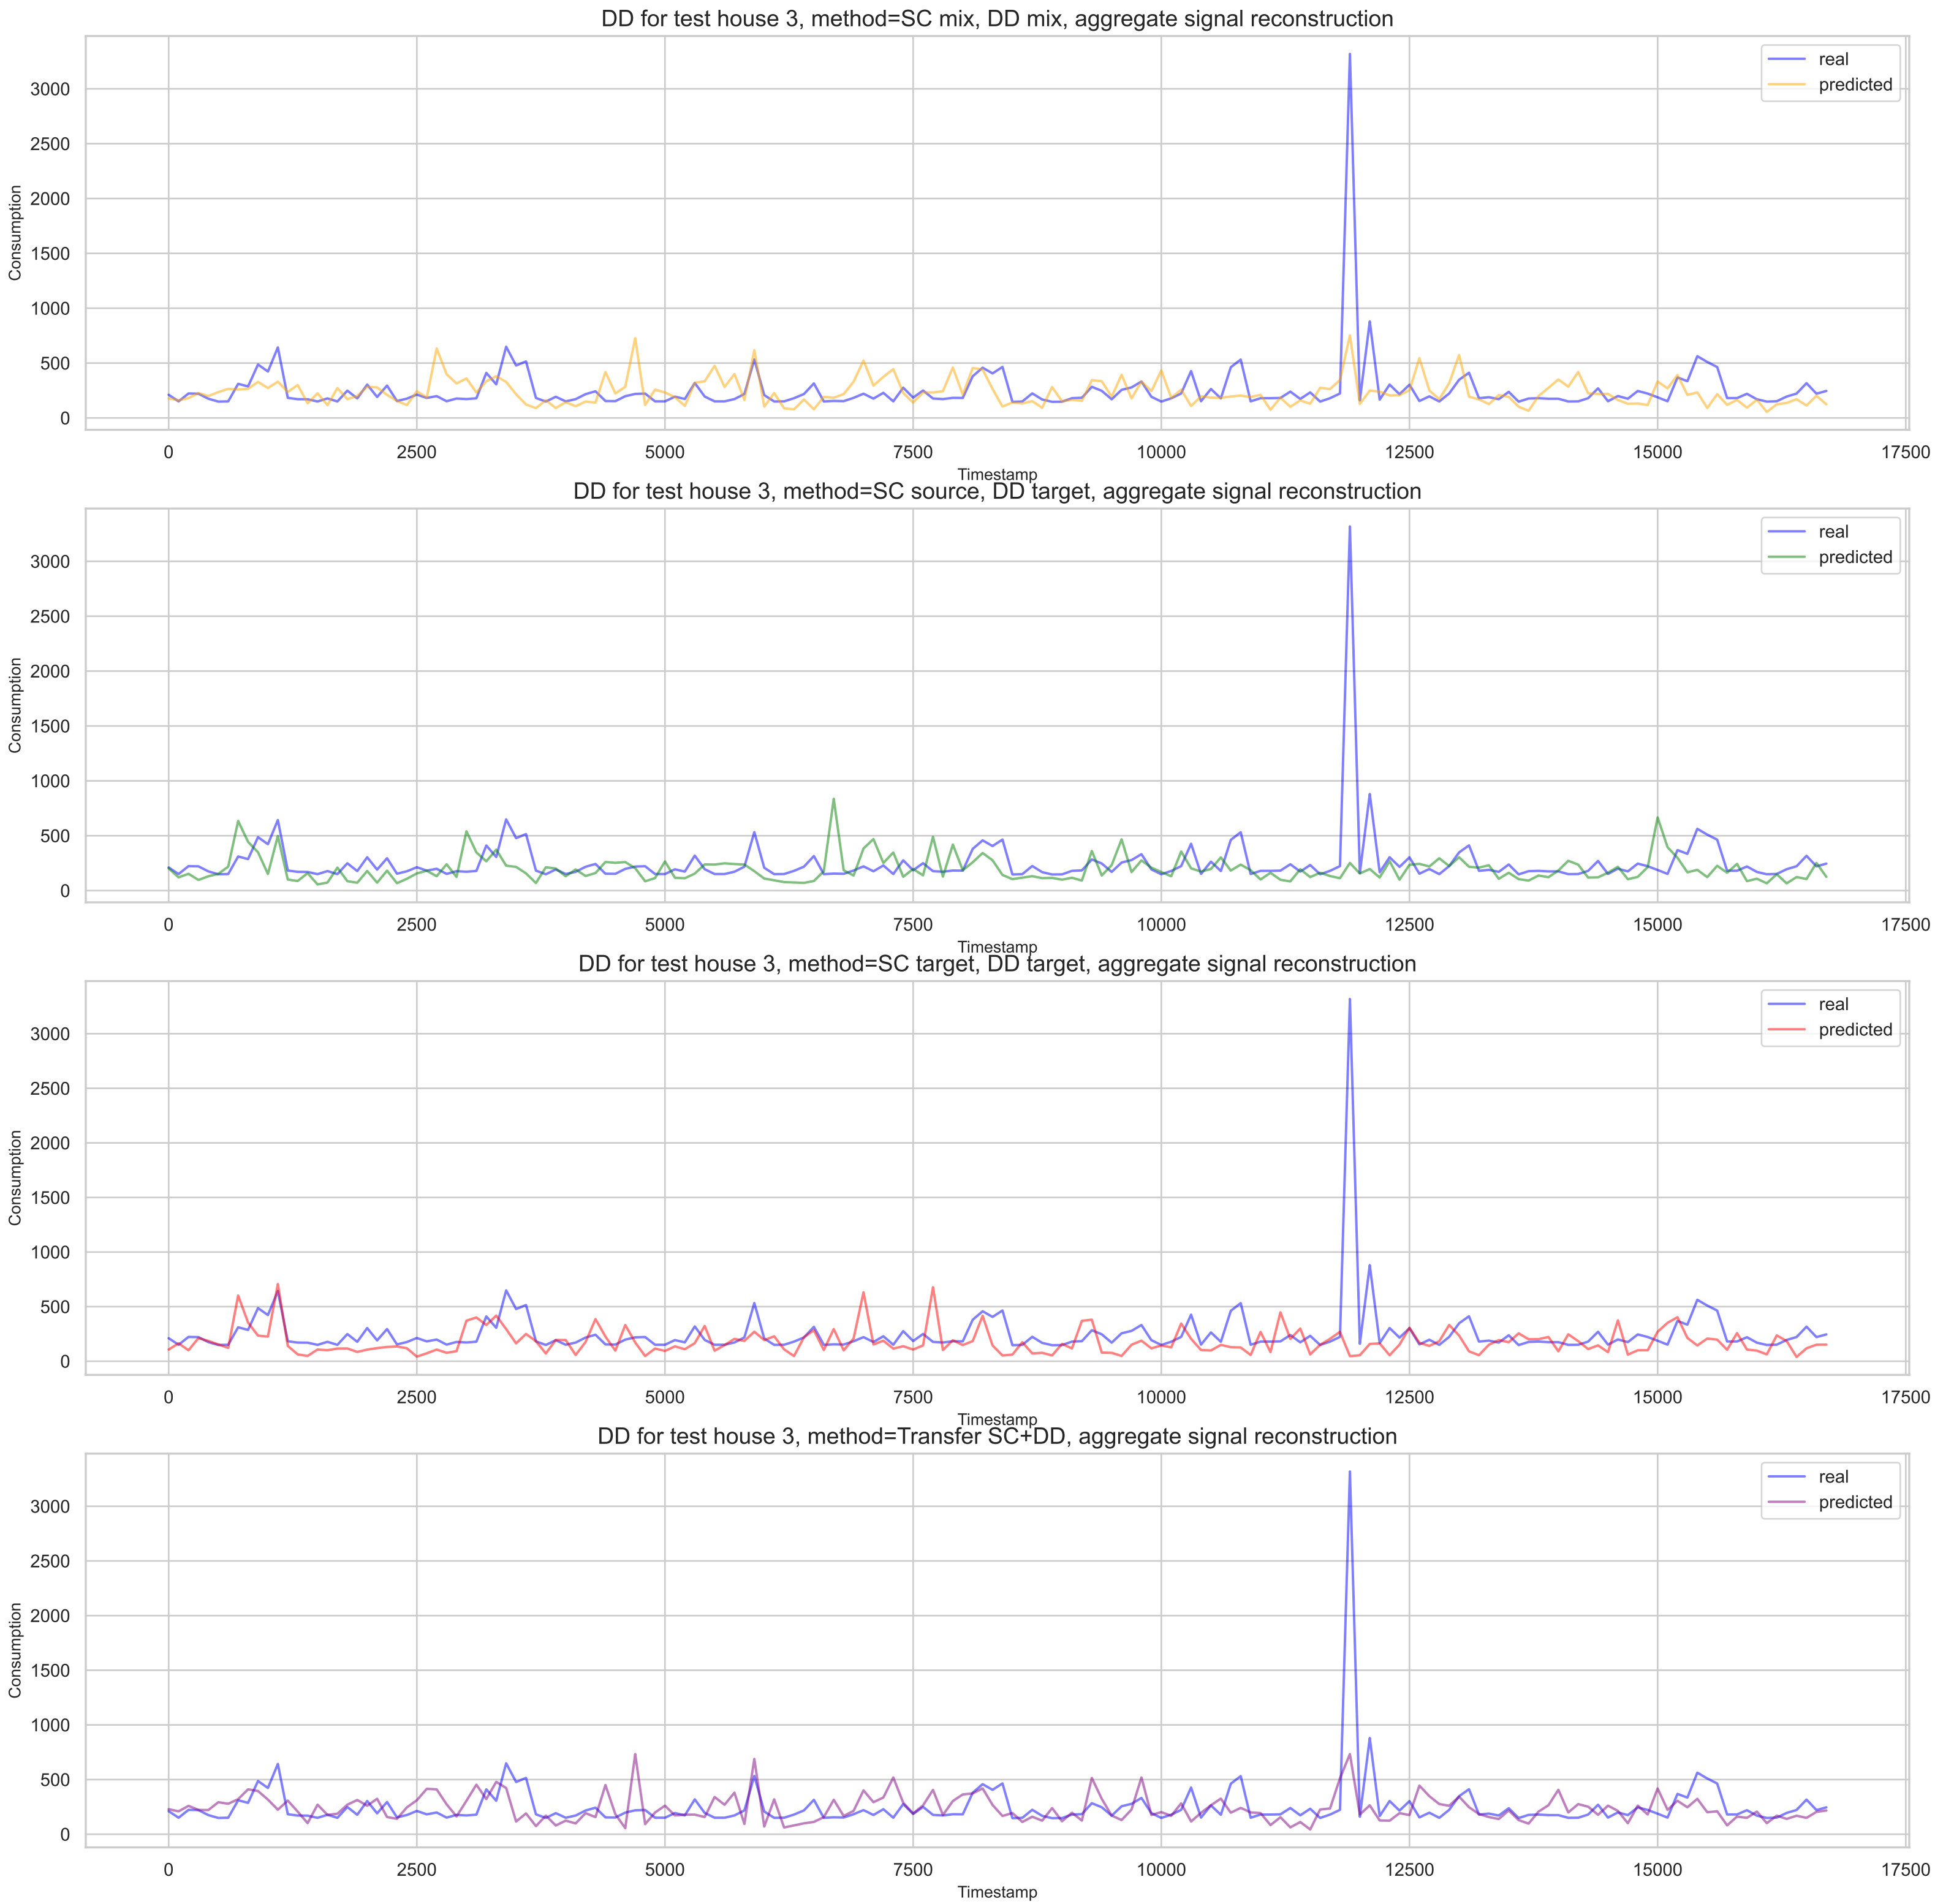 DD for test house 3, method=SC mix, DD mix, aggregate signal reconstruction
real
predicted
3000
2500
2000
1500
1000
500
0
Consumption
0 2500 5000 7500 10000 12500 15000 17500
Timestamp
DD for test house 3, method=SC source, DD target, aggregate signal reconstruction
real
predicted
3000
2500
2000
1500
1000
500
0
Consumption
0 2500 5000 7500 10000 12500 15000 17500
Timestamp
DD for test house 3, method=SC target, DD target, aggregate signal reconstruction
real
predicted
3000
2500
2000
1500
1000
500
0
Consumption
0 2500 5000 7500 10000 12500 15000 17500
Timestamp
DD for test house 3, method=Transfer SC+DD, aggregate signal reconstruction
real
predicted
3000
2500
2000
1500
1000
500
0
Consumption
0 2500 5000 7500 10000 12500 15000 17500
Timestamp